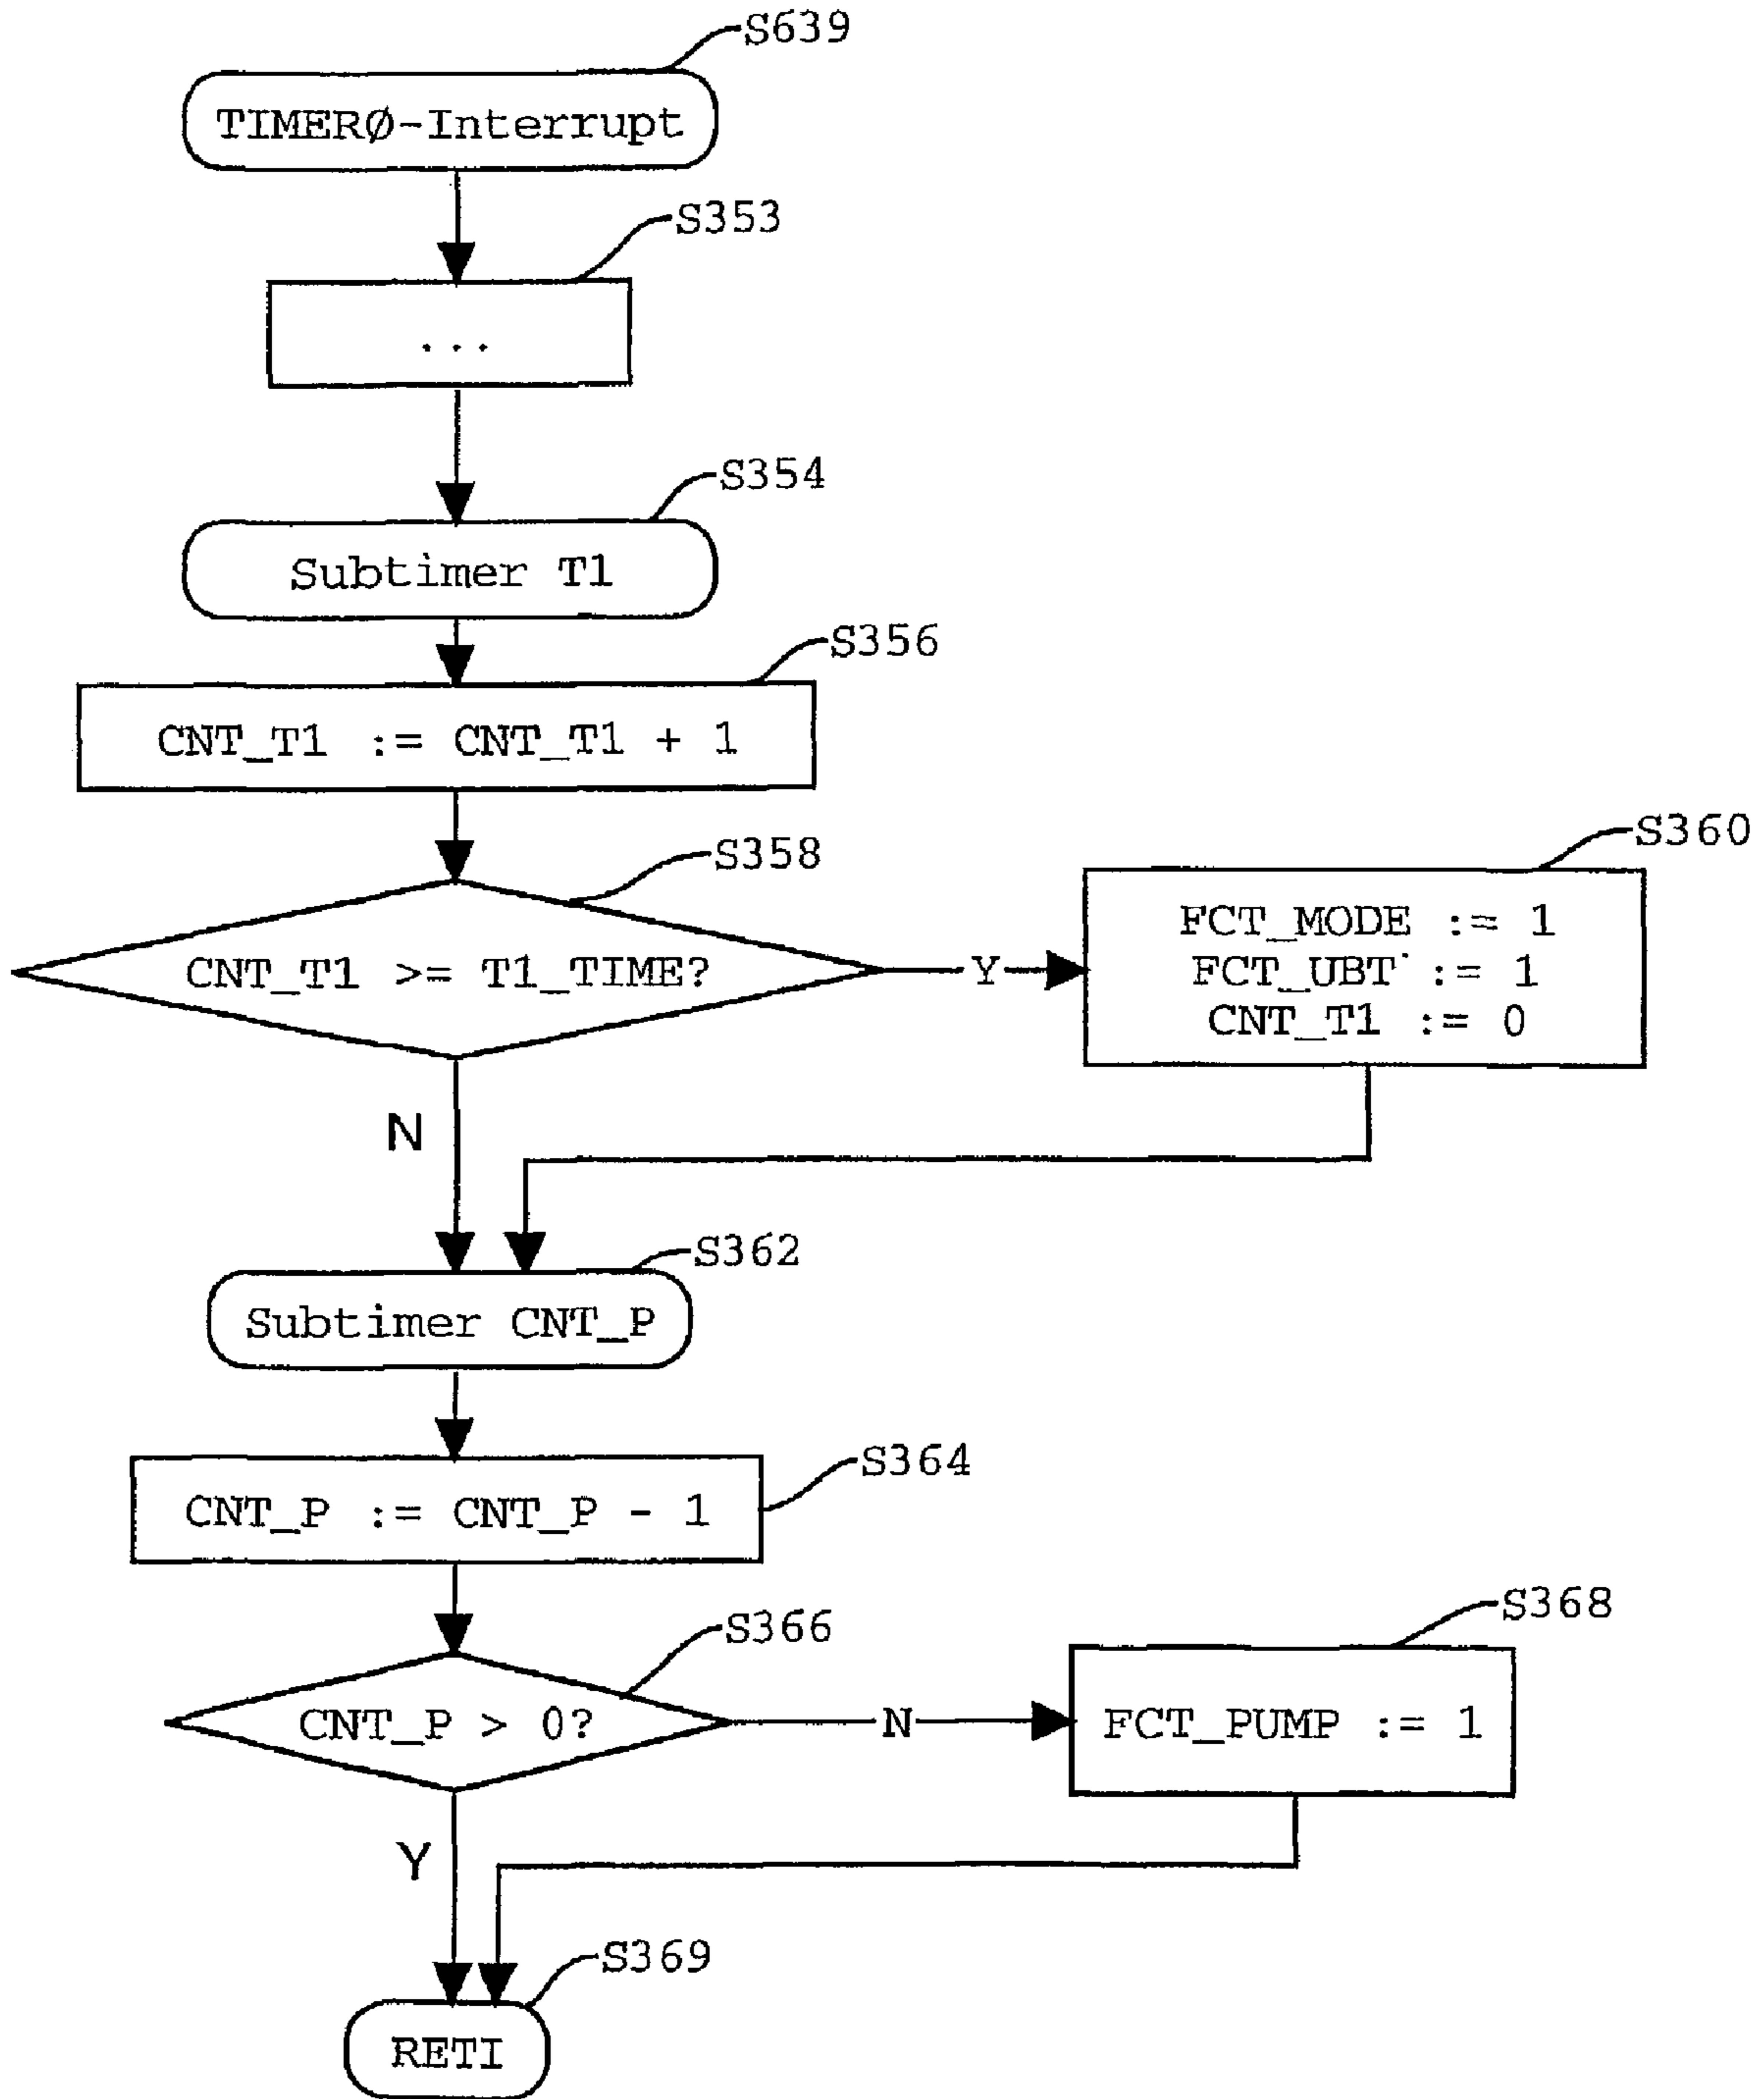 S639
TIMERØ-Interrupt
S353
...
S354
Subtimer T1
S356
CNT_T1 := CNT_T1 + 1
S358
CNT_T1 >= T1_TIME?
Y
S360
FCT_MODE := 1
FCT_UBT := 1
CNT_T1 := 0
N
S362
Subtimer CNT_P
S364
CNT_P := CNT_P - 1
S366
CNT_P > 0?
N
S368
FCT_PUMP := 1
Y
S369
RETI